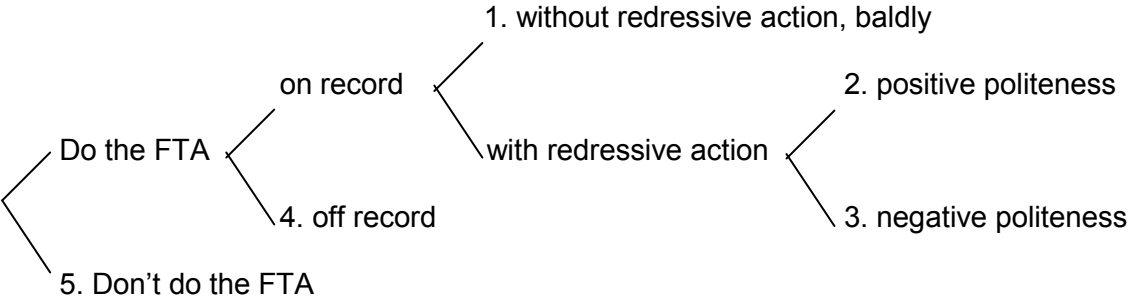 1. without redressive action, baldly
on record
2. positive politeness
Do the FTA
with redressive action
4. off record
3. negative politeness
5. Don’t do the FTA